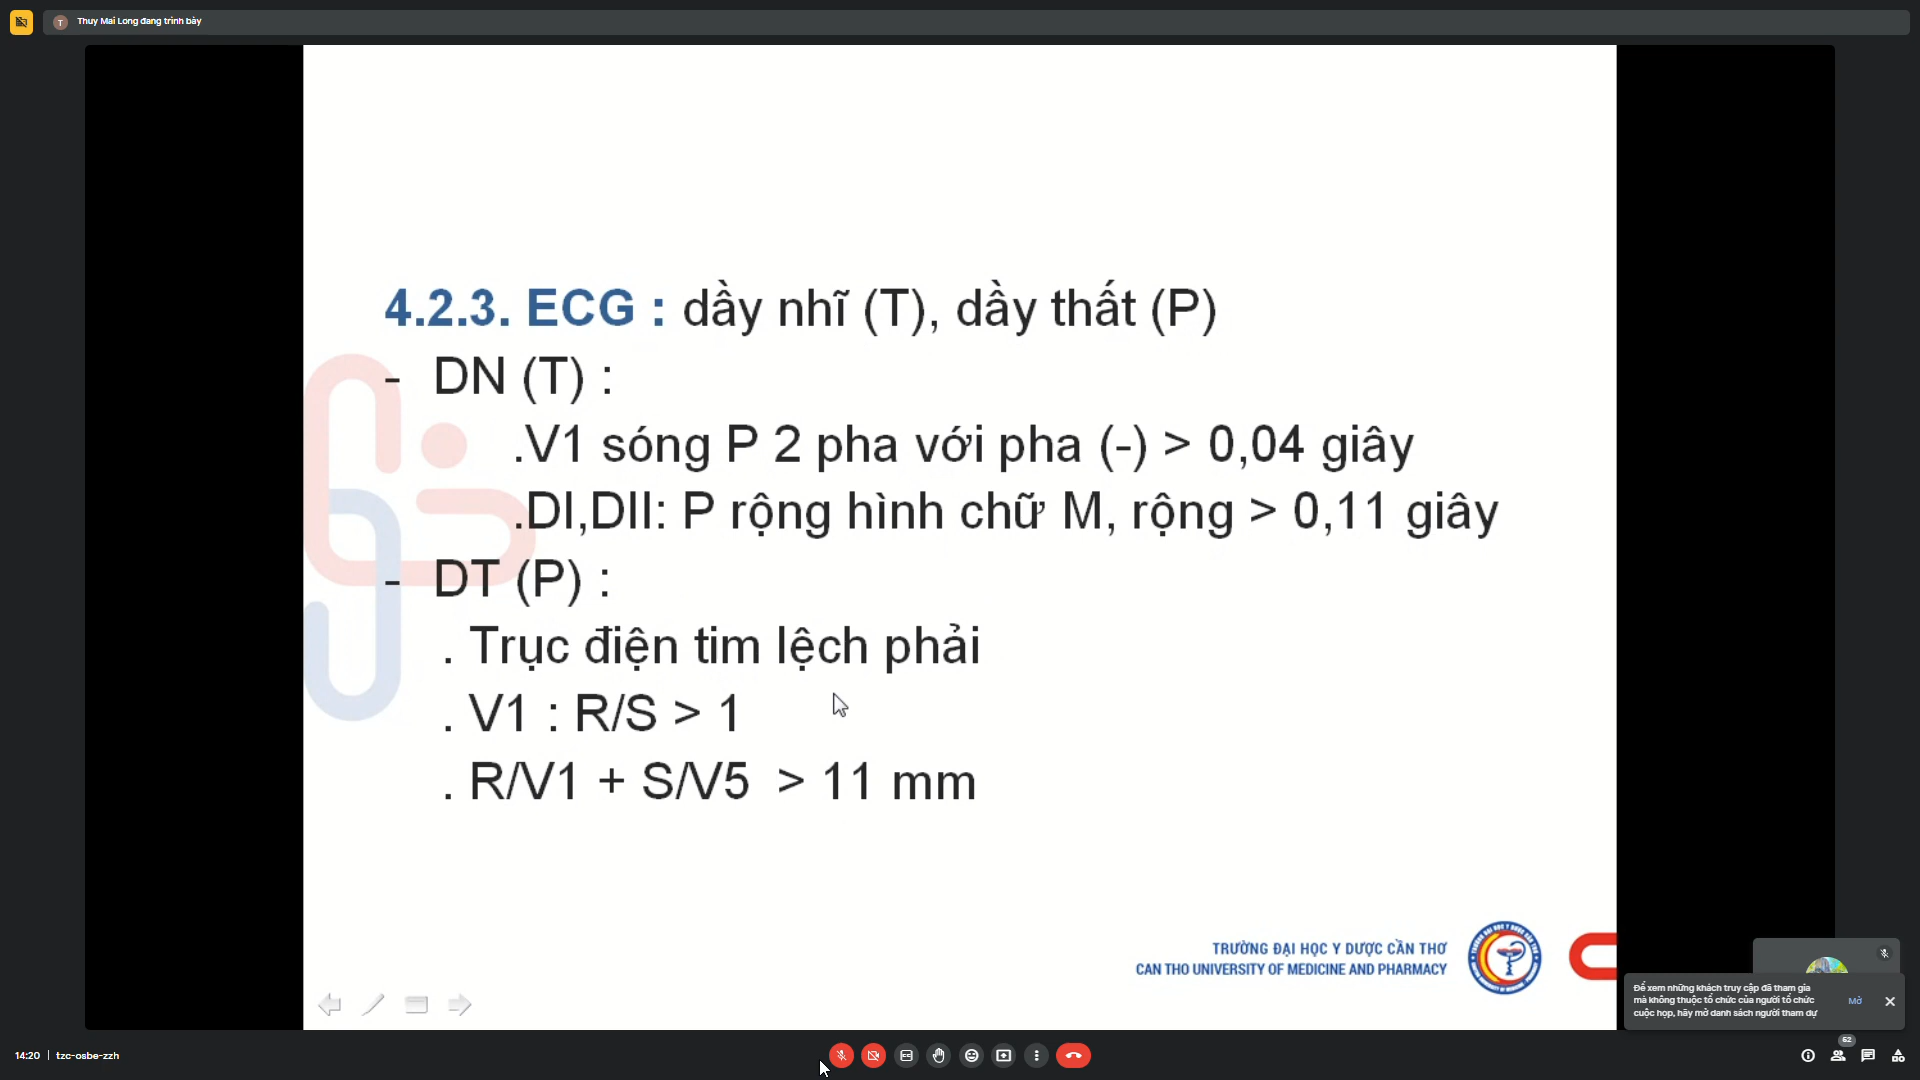 Thuy Mai Long đang trình bày
4.2.3. ECG : dầy nhĩ (T), dầy thất (P)
- DN (T) :
.V1 sóng P 2 pha với pha (-) > 0,04 giây
.DI,DII: P rộng hình chữ M, rộng > 0,11 giây
- DT (P) :
. Trục điện tim lệch phải
. V1 : R/S > 1
. R/V1 + S/V5 > 11 mm
TRƯỜNG ĐẠI HỌC Y DƯỢC CẦN THƠ
CAN THO UNIVERSITY OF MEDICINE AND PHARMACY
Để xem những khách truy cập đã tham gia
mà không thuộc tổ chức của người tổ chức
cuộc họp, hãy mở danh sách người tham dự
Mở
14:20 | tzc-osbe-zzh
62